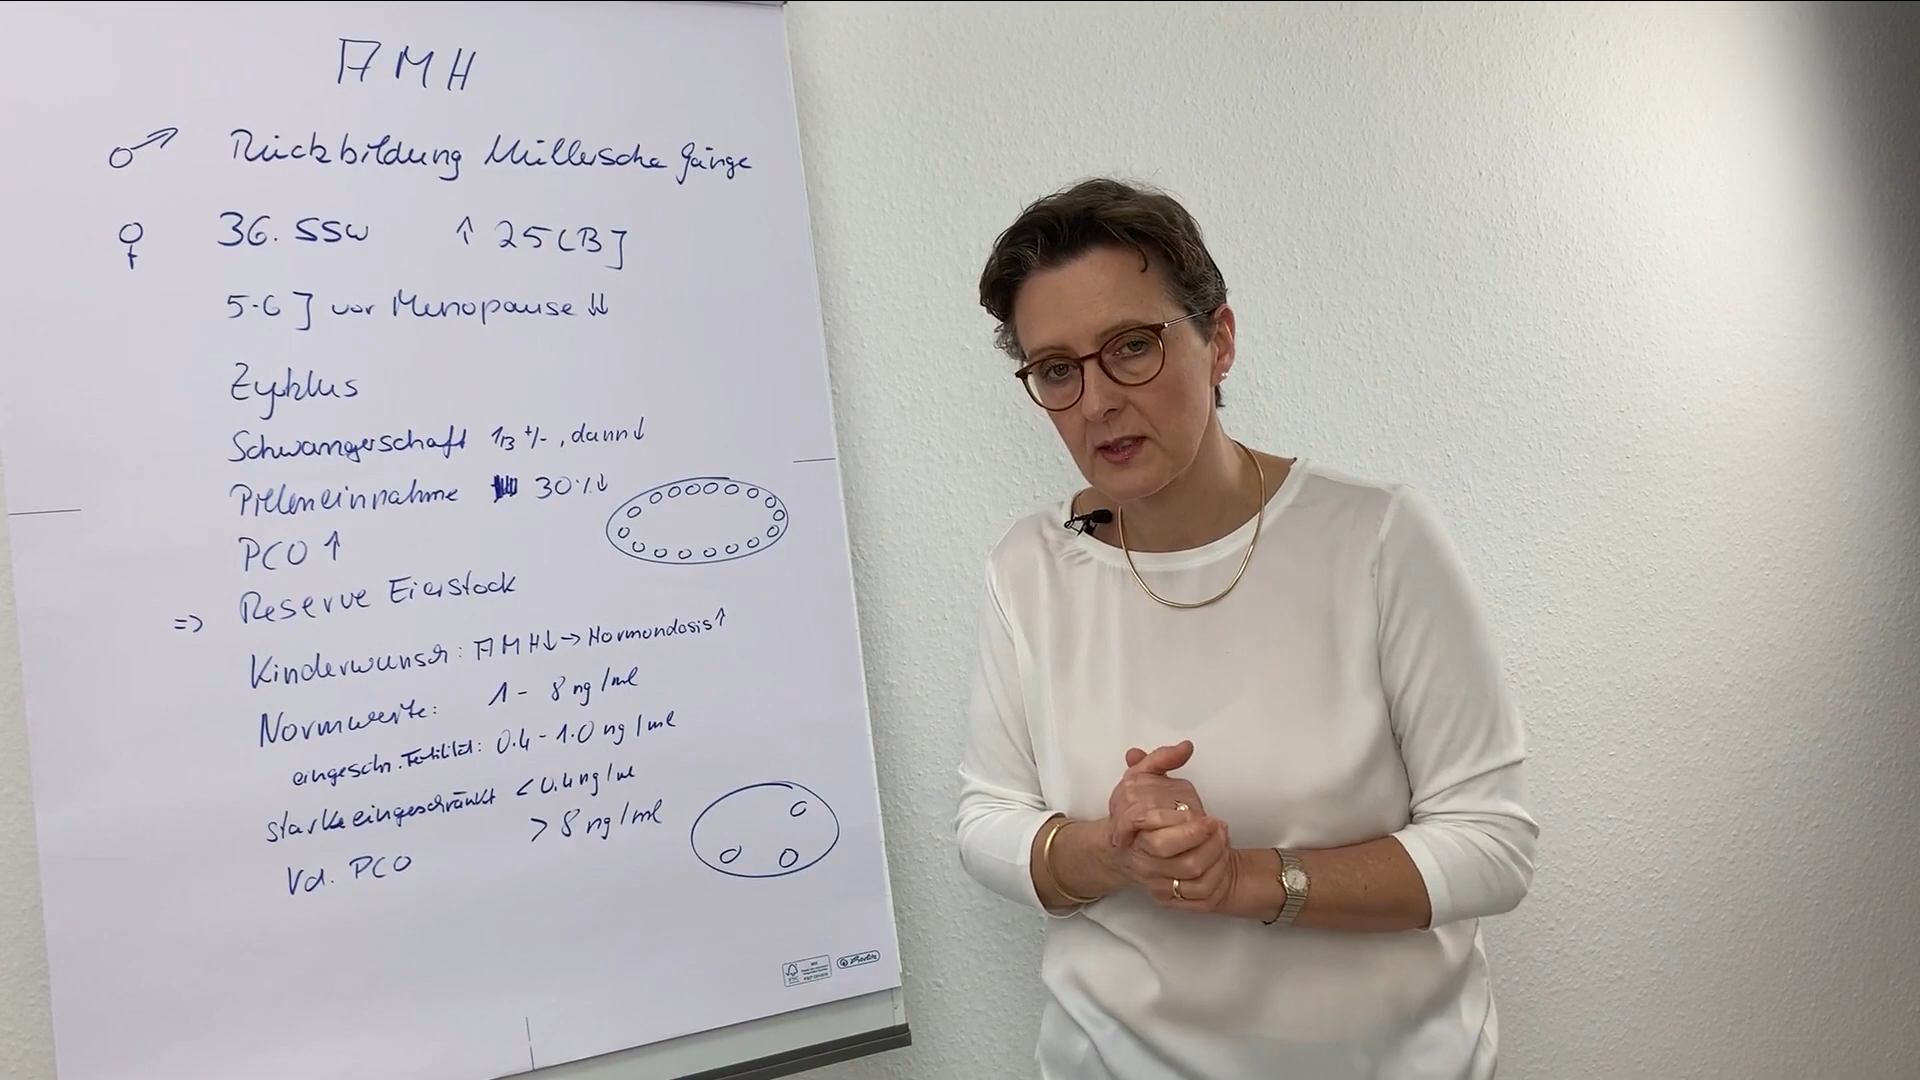 AMH
♂ Rückbildung Müllersche Gänge
♀ 36. SSW ↑ 25 LBJ
5-6 J vor Menopause ↓↓
Zyklus
Schwangerschaft 1/3 +/-, dann ↓
Pilleneinnahme 30% ↓
PCO ↑
=> Reserve Eierstock
Kinderwunsch: AMH↓ → Hormondosis ↑
Normwerte: 1 - 8 ng/ml
eingeschr. Fertilität: 0.4 - 1.0 ng/ml
stark eingeschränkt < 0.4 ng/ml
> 8 ng/ml
Vd. PCO
FSC